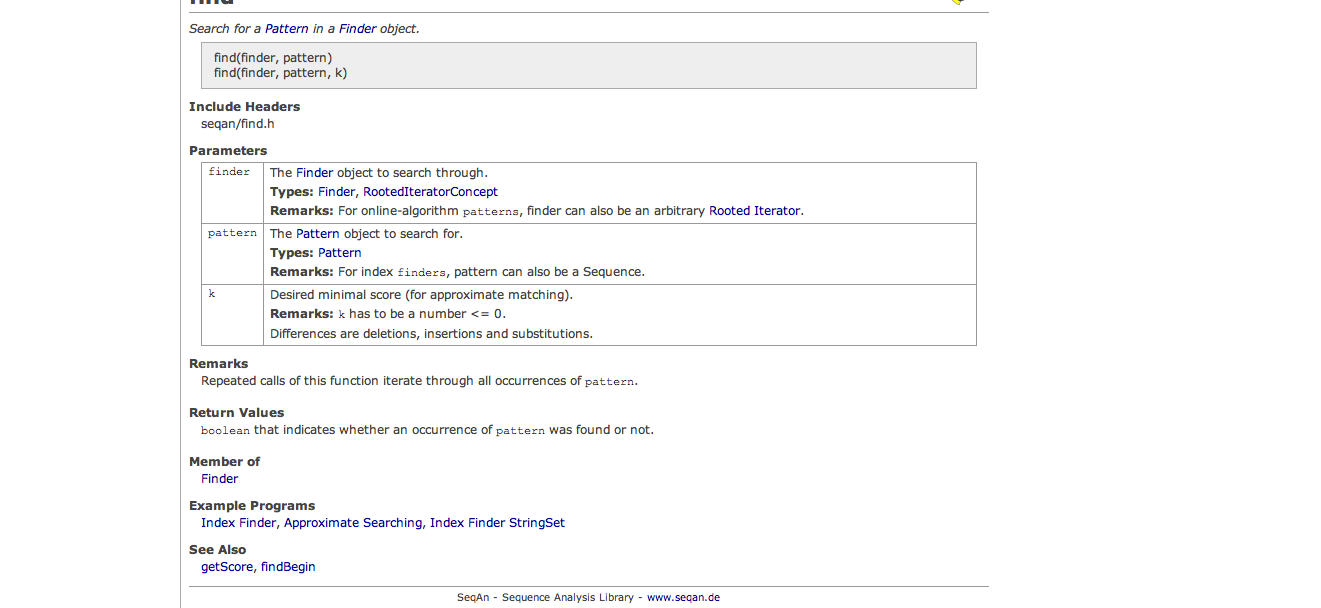 find
Search for a Pattern in a Finder object.
find(finder, pattern)
find(finder, pattern, k)
Include Headers
seqan/find.h
Parameters
finder
The Finder object to search through.
Types: Finder, RootedIteratorConcept
Remarks: For online-algorithm patterns, finder can also be an arbitrary Rooted Iterator.
pattern
The Pattern object to search for.
Types: Pattern
Remarks: For index finders, pattern can also be a Sequence.
k
Desired minimal score (for approximate matching).
Remarks: k has to be a number <= 0.
Differences are deletions, insertions and substitutions.
Remarks
Repeated calls of this function iterate through all occurrences of pattern.
Return Values
boolean that indicates whether an occurrence of pattern was found or not.
Member of
Finder
Example Programs
Index Finder, Approximate Searching, Index Finder StringSet
See Also
getScore, findBegin
SeqAn - Sequence Analysis Library - www.seqan.de